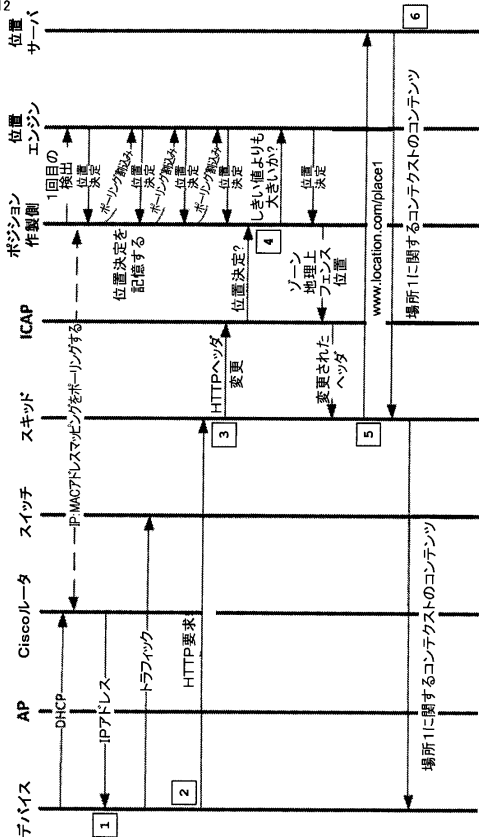 12
デバイス
AP
Ciscoルータ
スイッチ
スキッド
ICAP
ポジション
作製側
位置
エンジン
位置
サーバ
DHCP
1
IPアドレス
IP:MACアドレスマッピングをポーリングする
1回目の
検出
位置
決定
トラフィック
位置決定を
記憶する
ポーリング割込み
位置
決定
ポーリング割込み
位置
決定
ポーリング割込み
位置
決定
2
HTTP要求
3
HTTPヘッダ
変更
位置決定?
4
しきい値よりも
大きいか?
位置
決定
ゾーン
地理上
フェンス
位置
変更された
ヘッダ
5
www.location.com/place1
場所1に関するコンテクストのコンテンツ
6
場所1に関するコンテクストのコンテンツ